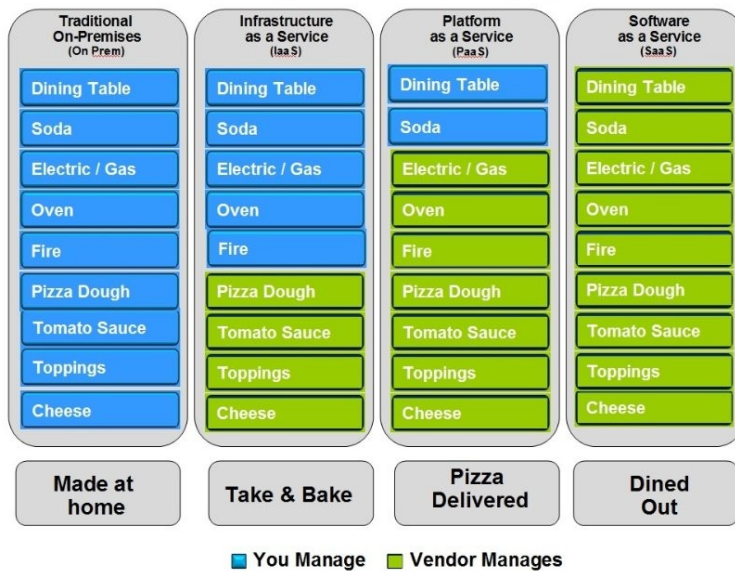 Traditional
On-Premises
(On Prem)
Dining Table
Soda
Electric / Gas
Oven
Fire
Pizza Dough
Tomato Sauce
Toppings
Cheese
Made at
home
Infrastructure
as a Service
(IaaS)
Dining Table
Soda
Electric / Gas
Oven
Fire
Pizza Dough
Tomato Sauce
Toppings
Cheese
Take & Bake
Platform
as a Service
(PaaS)
Dining Table
Soda
Electric / Gas
Oven
Fire
Pizza Dough
Tomato Sauce
Toppings
Cheese
Pizza
Delivered
Software
as a Service
(SaaS)
Dining Table
Soda
Electric / Gas
Oven
Fire
Pizza Dough
Tomato Sauce
Toppings
Cheese
Dined
Out
You Manage
Vendor Manages